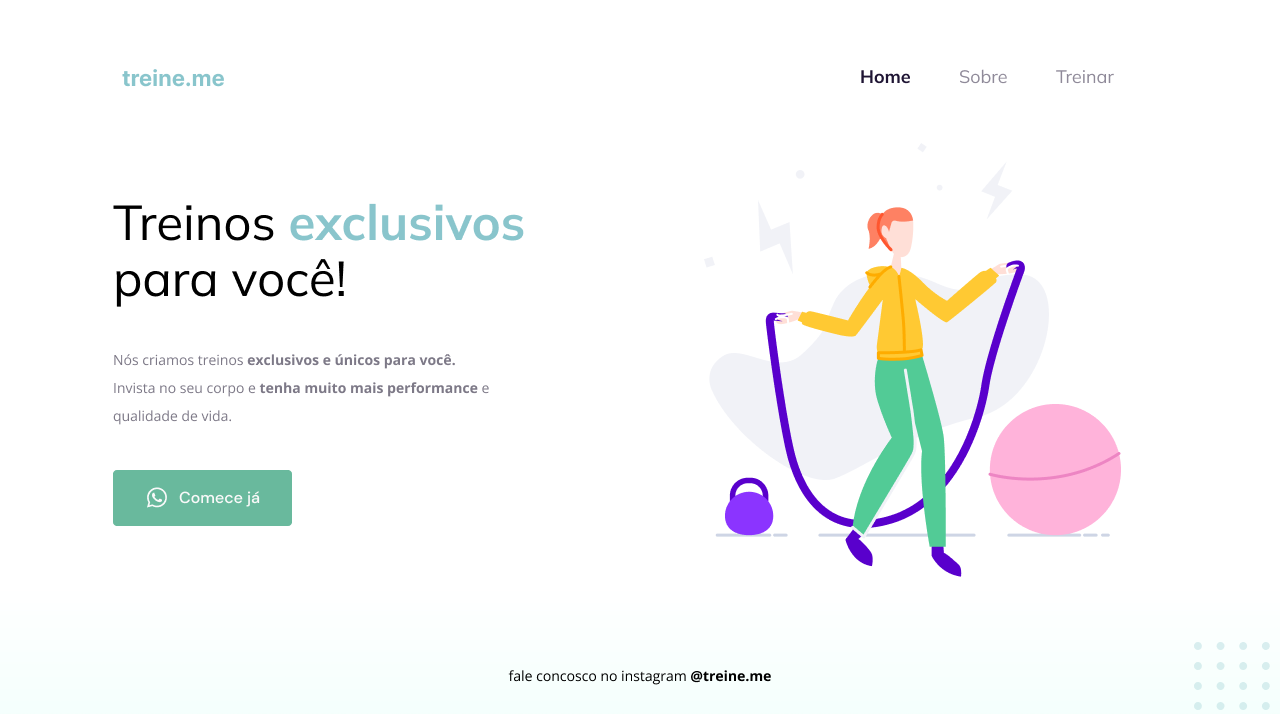 treine.me
Home Sobre Treinar
Treinos exclusivos
para você!
Nós criamos treinos exclusivos e únicos para você.
Invista no seu corpo e tenha muito mais performance e
qualidade de vida.
Comece já
fale concosco no instagram @treine.me